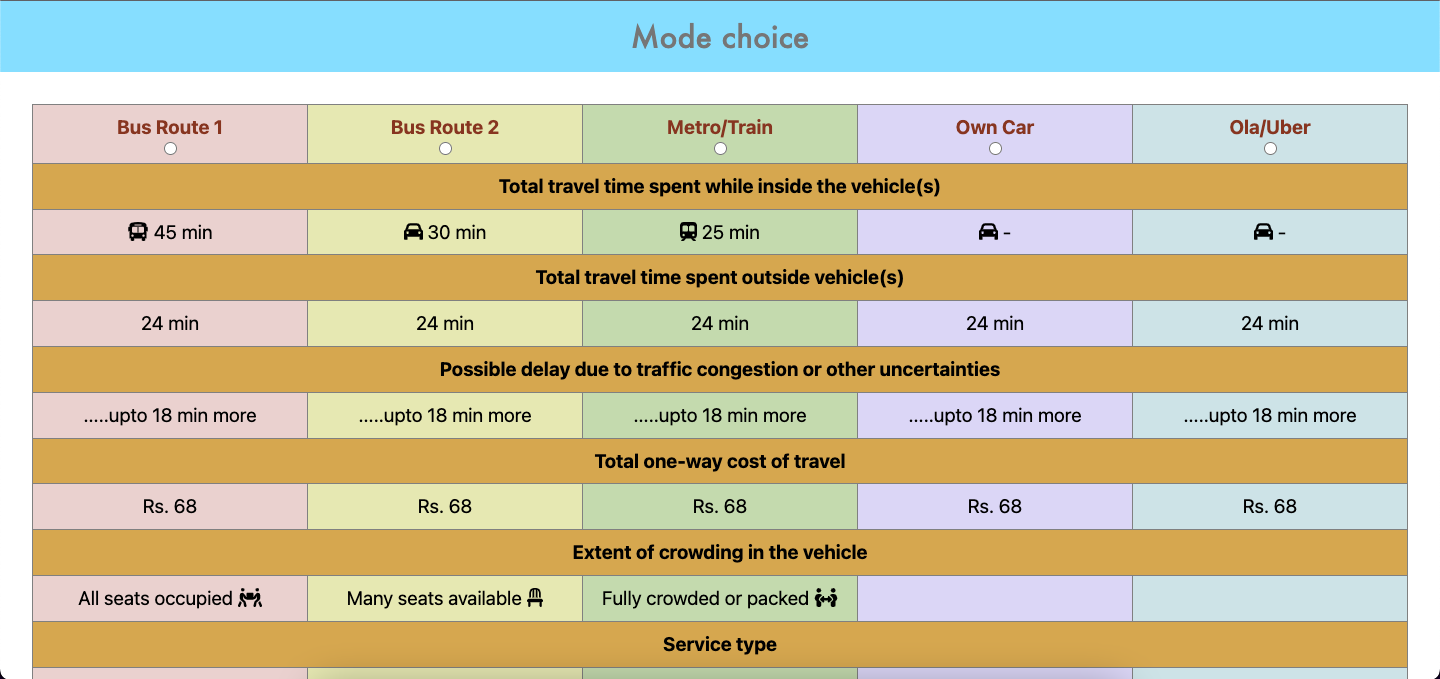 Mode choice
Bus Route 1 Bus Route 2 Metro/Train Own Car Ola/Uber
Total travel time spent while inside the vehicle(s)
45 min 30 min 25 min - -
Total travel time spent outside vehicle(s)
24 min 24 min 24 min 24 min 24 min
Possible delay due to traffic congestion or other uncertainties
.....upto 18 min more .....upto 18 min more .....upto 18 min more .....upto 18 min more .....upto 18 min more
Total one-way cost of travel
Rs. 68 Rs. 68 Rs. 68 Rs. 68 Rs. 68
Extent of crowding in the vehicle
All seats occupied Many seats available Fully crowded or packed
Service type